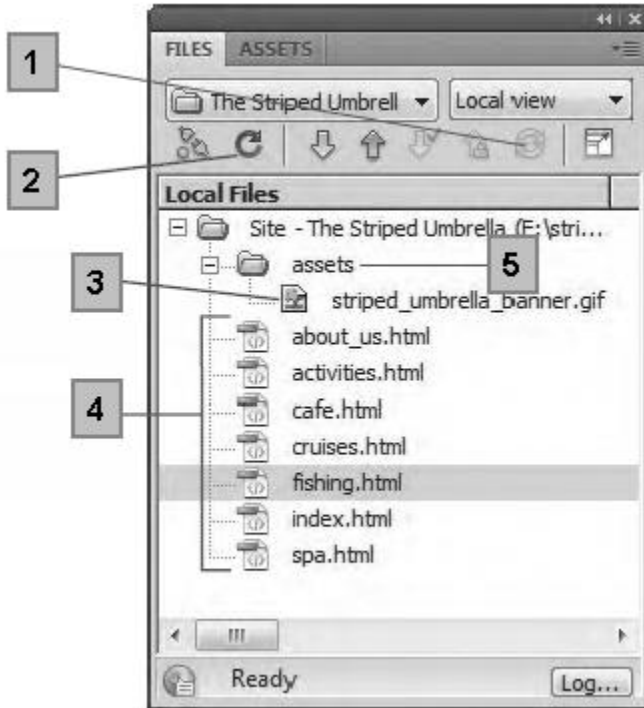 FILES ASSETS
1
The Striped Umbrell Local view
2
Local Files
Site - The Striped Umbrella (E:\stri...
assets 5
3 striped_umbrella_banner.gif
about_us.html
activities.html
4 cafe.html
cruises.html
fishing.html
index.html
spa.html
Ready Log...